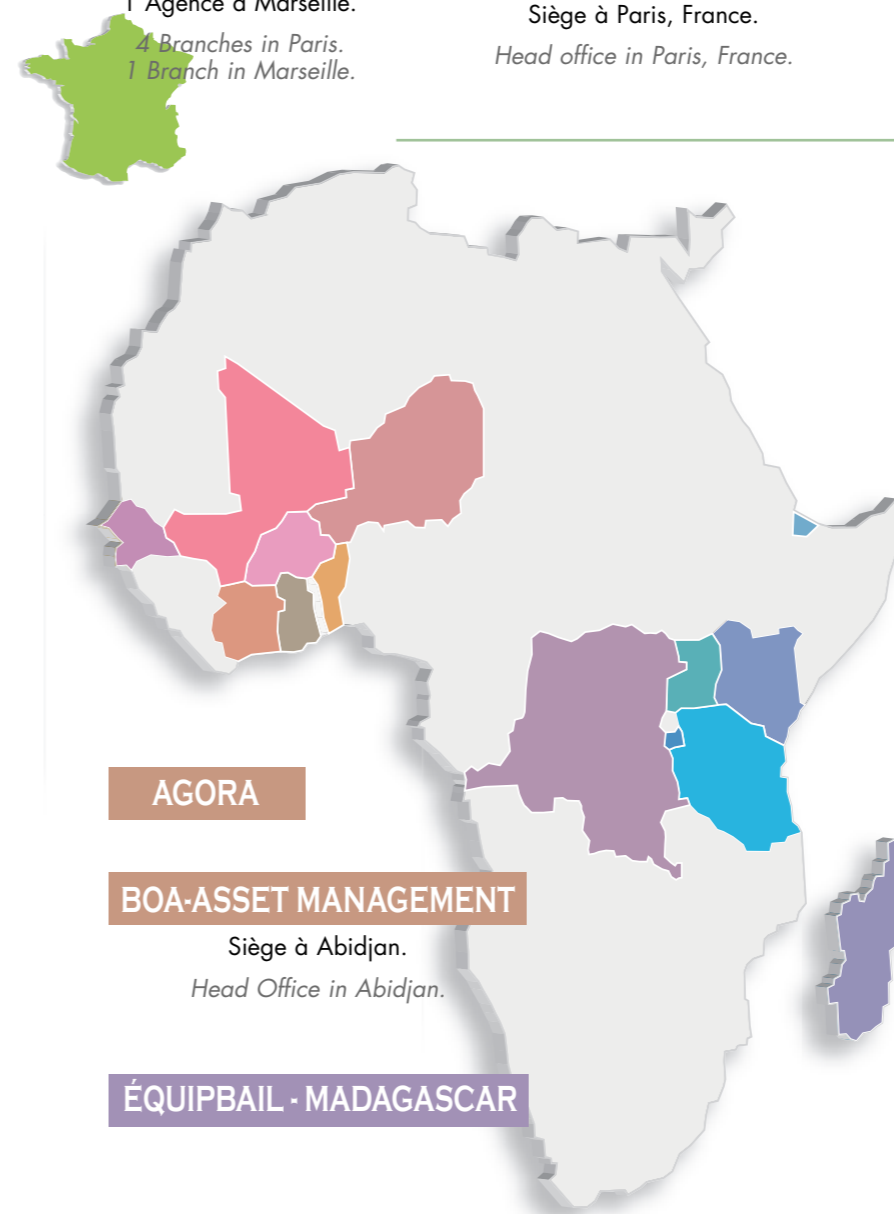 1 Agence à Marseille.
4 Branches in Paris.
1 Branch in Marseille.
Siège à Paris, France.
Head office in Paris, France.
AGORA
BOA-ASSET MANAGEMENT
Siège à Abidjan.
Head Office in Abidjan.
ÉQUIPBAIL - MADAGASCAR